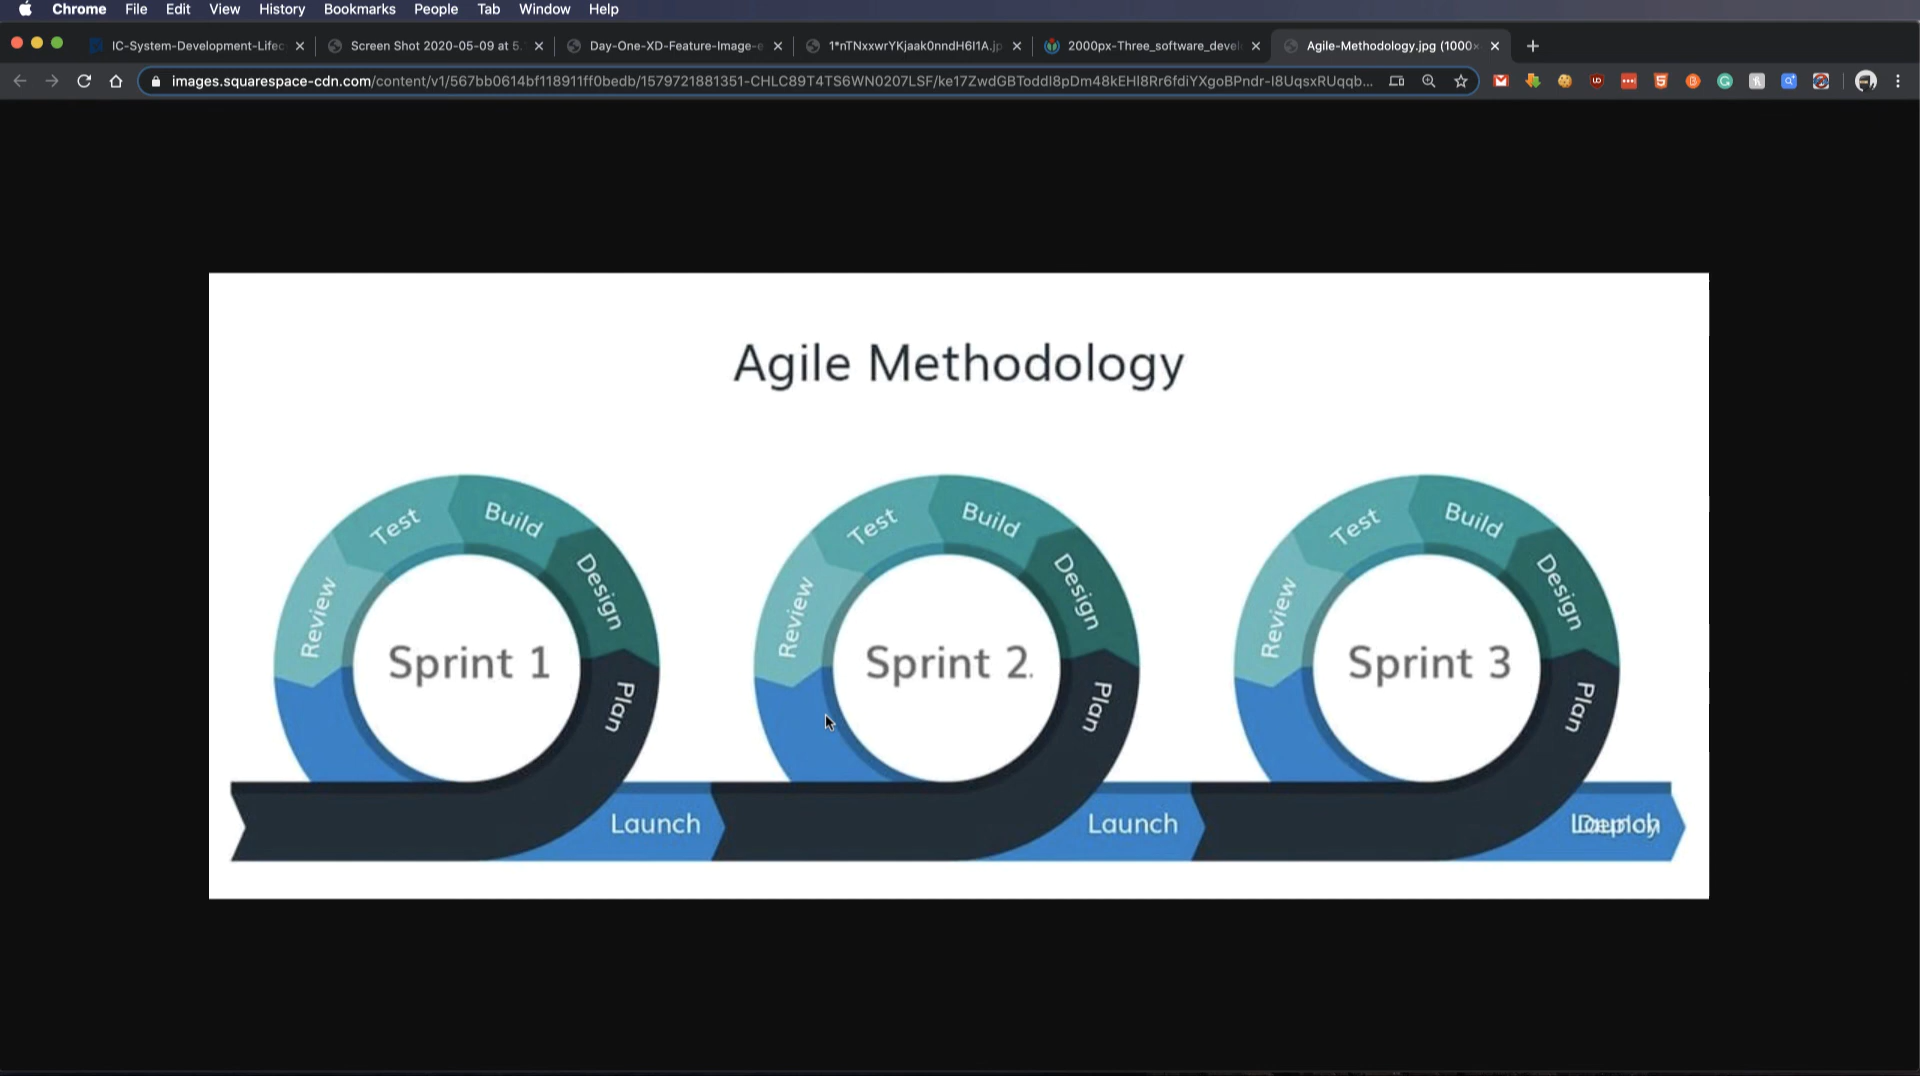 Chrome File Edit View History Bookmarks People Tab Window Help
IC-System-Development-Lifec
Screen Shot 2020-05-09 at 5.
Day-One-XD-Feature-Image-e
1*nTNxxwrYKjaak0nndH6I1A.jp
2000px-Three_software_devel
Agile-Methodology.jpg (1000×
images.squarespace-cdn.com/content/v1/567bb0614bf118911ff0bedb/1579721881351-CHLC89T4TS6WN0207LSF/ke17ZwdGBToddI8pDm48kEHl8Rr6fdiYXgoBPndr-I8UqsxRUqqb...
Agile Methodology
Review
Test
Build
Design
Plan
Sprint 1
Launch
Review
Test
Build
Design
Plan
Sprint 2.
Launch
Review
Test
Build
Design
Plan
Sprint 3
Launch
Deploy